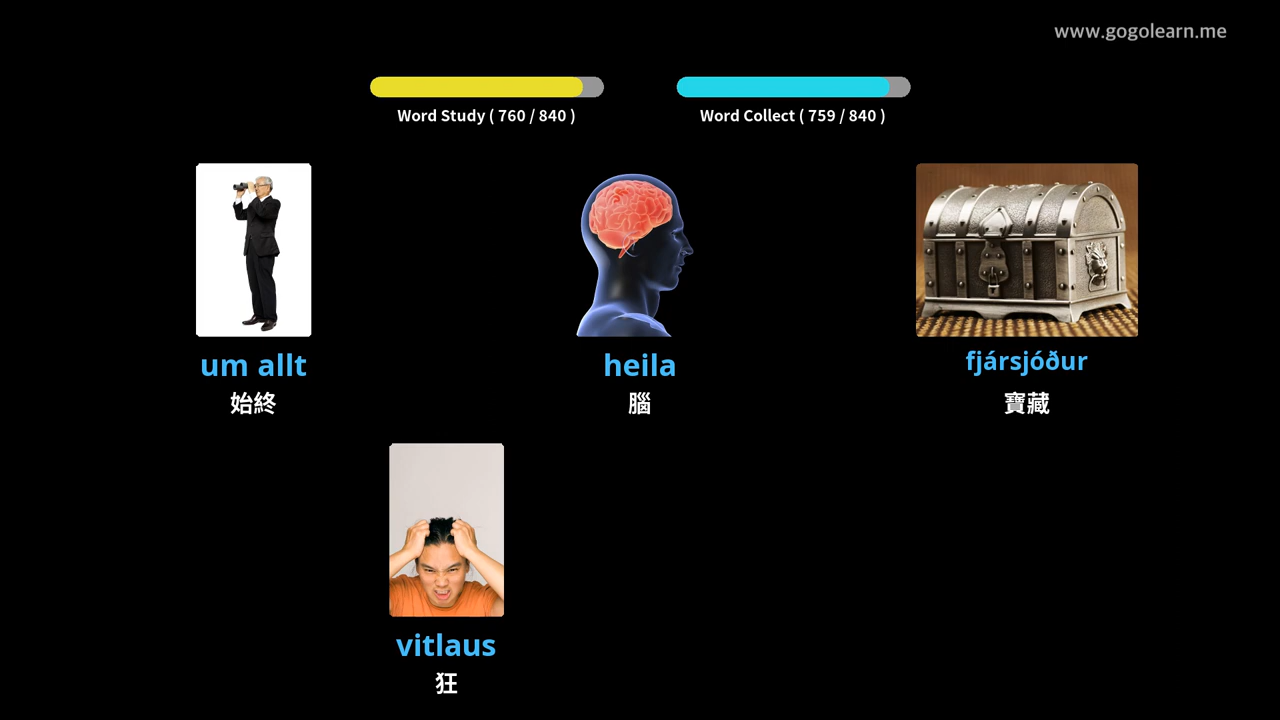 www.gogolearn.me
Word Study ( 760 / 840 )
Word Collect ( 759 / 840 )
um allt
始終
heila
腦
fjársjóður
寶藏
vitlaus
狂